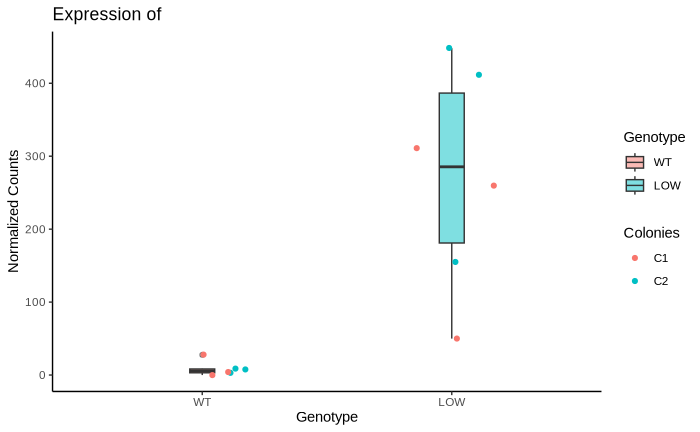 Expression of
Normalized Counts
400
300
200
100
0
WT
LOW
Genotype
Genotype
WT
LOW
Colonies
C1
C2